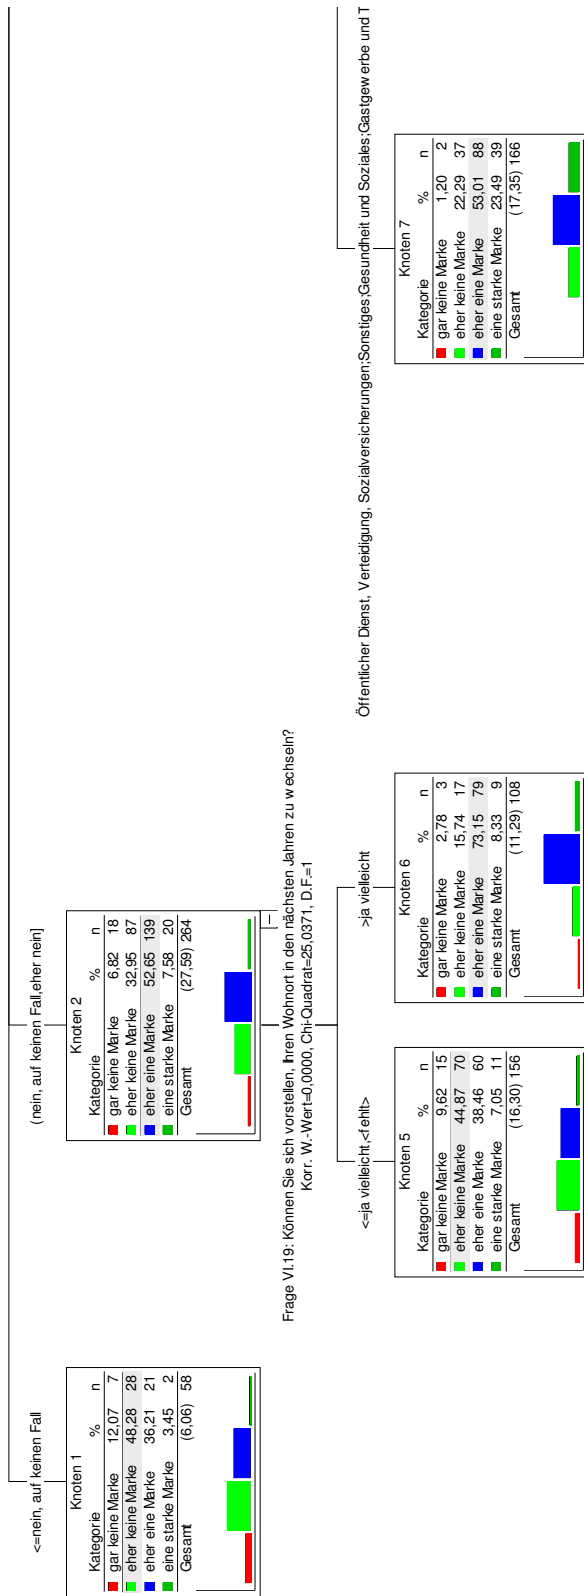 <=nein, auf keinen Fall
Knoten 1
Kategorie % n
gar keine Marke 12,07 7
eher keine Marke 48,28 28
eher eine Marke 36,21 21
eine starke Marke 3,45 2
Gesamt (6,06) 58
(nein, auf keinen Fall,eher nein]
Knoten 2
Kategorie % n
gar keine Marke 6,82 18
eher keine Marke 32,95 87
eher eine Marke 52,65 139
eine starke Marke 7,58 20
Gesamt (27,59) 264
Frage VI.19: Können Sie sich vorstellen, Ihren Wohnort in den nächsten Jahren zu wechseln?
Korr. W.-Wert=0,0000, Chi-Quadrat=25,0371, D.F.=1
<=ja vielleicht,<fehlt>
Knoten 5
Kategorie % n
gar keine Marke 9,62 15
eher keine Marke 44,87 70
eher eine Marke 38,46 60
eine starke Marke 7,05 11
Gesamt (16,30) 156
>ja vielleicht
Knoten 6
Kategorie % n
gar keine Marke 2,78 3
eher keine Marke 15,74 17
eher eine Marke 73,15 79
eine starke Marke 8,33 9
Gesamt (11,29) 108
Öffentlicher Dienst, Verteidigung, Sozialversicherungen;Sonstiges;Gesundheit und Soziales;Gastgewerbe und T
Knoten 7
Kategorie % n
gar keine Marke 1,20 2
eher keine Marke 22,29 37
eher eine Marke 53,01 88
eine starke Marke 23,49 39
Gesamt (17,35) 166